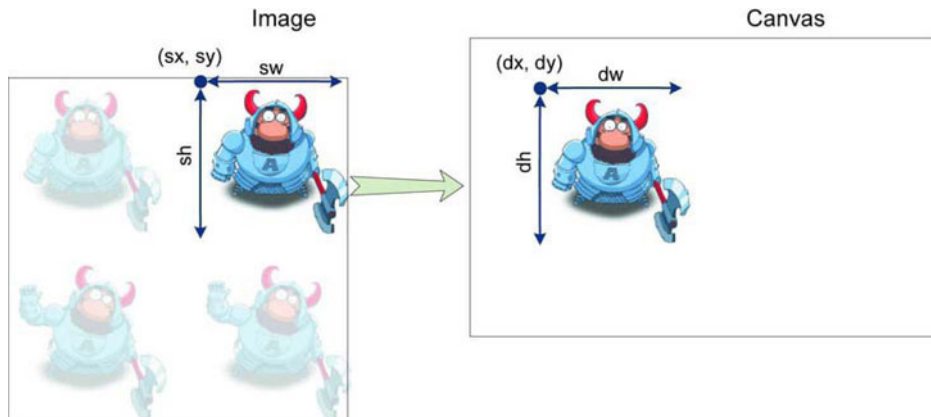 Image
Canvas
(sx, sy)
sw
sh
A
A
A
A
(dx, dy)
dw
dh
A